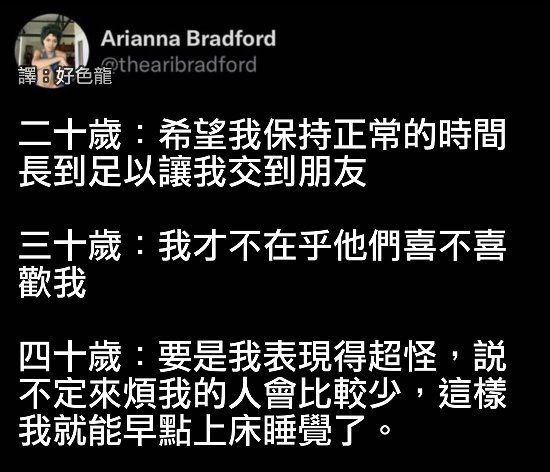 Arianna Bradford
@thearibradford
譯：好色龍
二十歲：希望我保持正常的時間
長到足以讓我交到朋友
三十歲：我才不在乎他們喜不喜
歡我
四十歲：要是我表現得超怪，說
不定來煩我的人會比較少，這樣
我就能早點上床睡覺了。